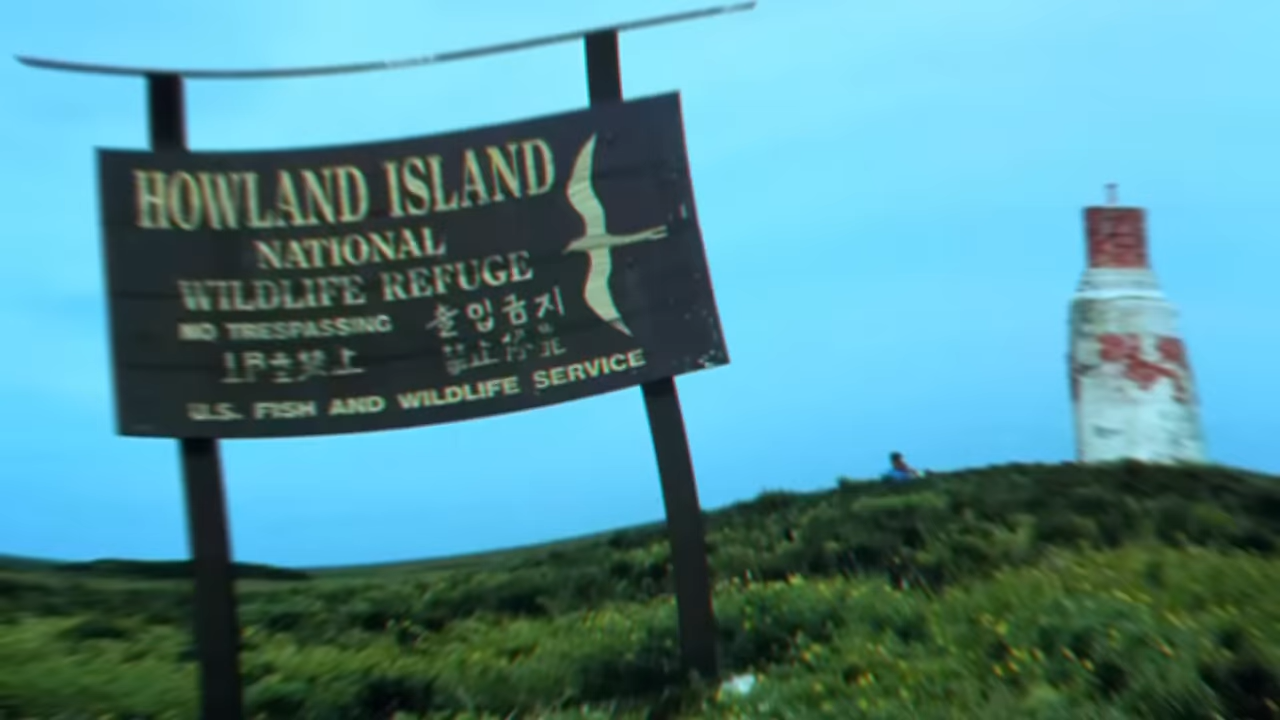 HOWLAND ISLAND
NATIONAL
WILDLIFE REFUGE
NO TRESPASSING 출입금지
U.S. FISH AND WILDLIFE SERVICE